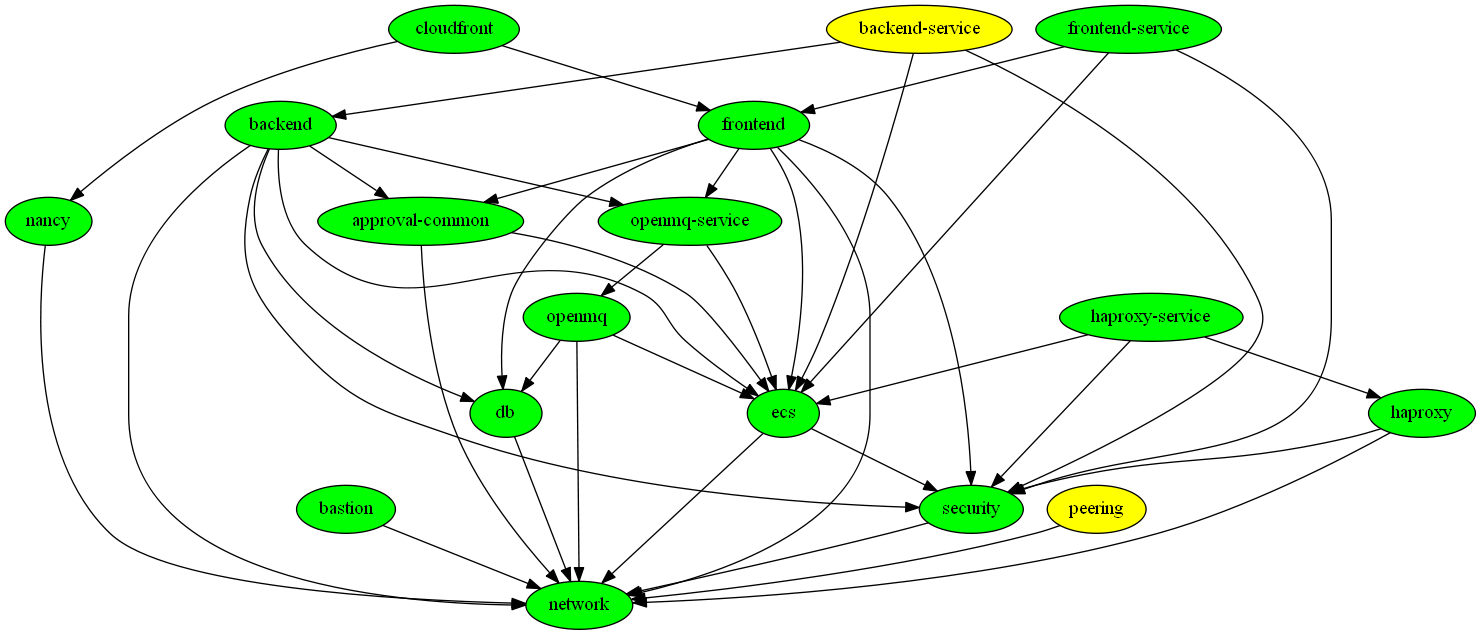 cloudfront
backend-service
frontend-service
backend
frontend
nancy
approval-common
openmq-service
openmq
haproxy-service
db
ecs
haproxy
bastion
security
peering
network